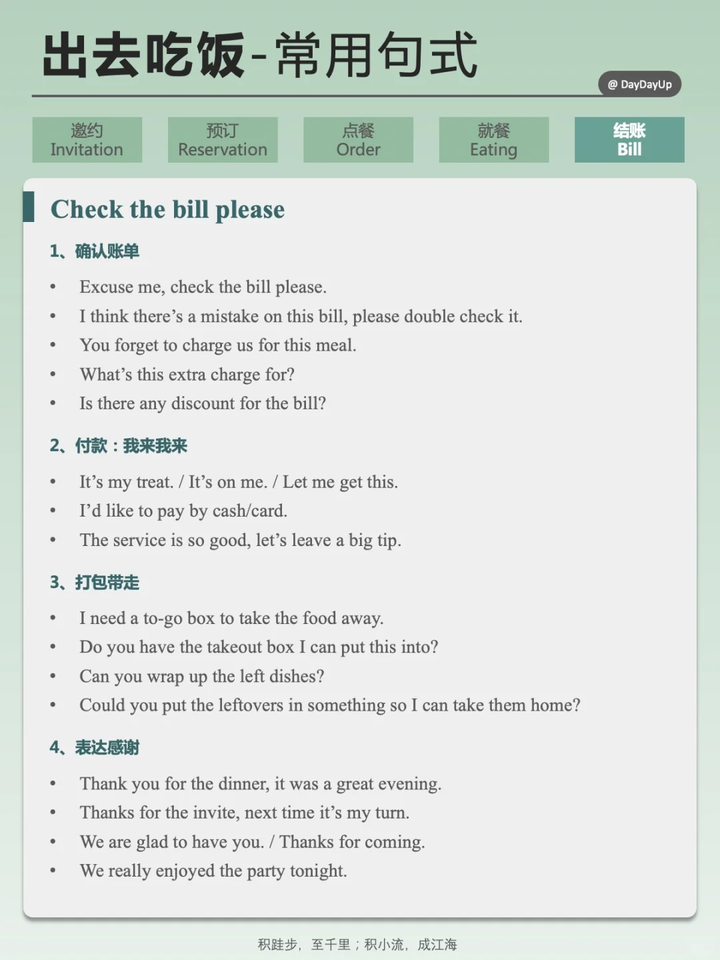 出去吃饭-常用句式
@ DayDayUp
邀约
Invitation
预订
Reservation
点餐
Order
就餐
Eating
结账
Bill
Check the bill please
1、确认账单
• Excuse me, check the bill please.
• I think there’s a mistake on this bill, please double check it.
• You forget to charge us for this meal.
• What’s this extra charge for?
• Is there any discount for the bill?
2、付款：我来我来
• It’s my treat. / It’s on me. / Let me get this.
• I’d like to pay by cash/card.
• The service is so good, let’s leave a big tip.
3、打包带走
• I need a to-go box to take the food away.
• Do you have the takeout box I can put this into?
• Can you wrap up the left dishes?
• Could you put the leftovers in something so I can take them home?
4、表达感谢
• Thank you for the dinner, it was a great evening.
• Thanks for the invite, next time it’s my turn.
• We are glad to have you. / Thanks for coming.
• We really enjoyed the party tonight.
积跬步，至千里；积小流，成江海